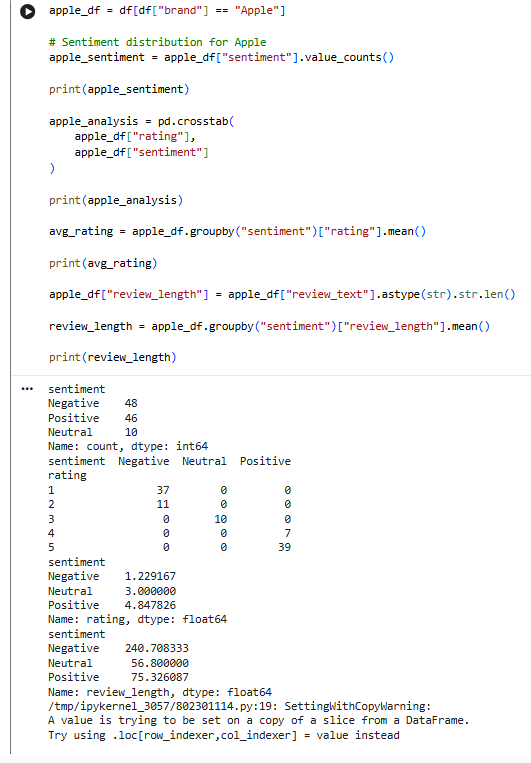 apple_df = df[df["brand"] == "Apple"]
# Sentiment distribution for Apple
apple_sentiment = apple_df["sentiment"].value_counts()
print(apple_sentiment)
apple_analysis = pd.crosstab(
    apple_df["rating"],
    apple_df["sentiment"]
)
print(apple_analysis)
avg_rating = apple_df.groupby("sentiment")["rating"].mean()
print(avg_rating)
apple_df["review_length"] = apple_df["review_text"].astype(str).str.len()
review_length = apple_df.groupby("sentiment")["review_length"].mean()
print(review_length)
sentiment
Negative    48
Positive    46
Neutral     10
Name: count, dtype: int64
sentiment  Negative  Neutral  Positive
rating
1                37        0         0
2                11        0         0
3                 0       10         0
4                 0        0         7
5                 0        0        39
sentiment
Negative    1.229167
Neutral     3.000000
Positive    4.847826
Name: rating, dtype: float64
sentiment
Negative    240.708333
Neutral      56.800000
Positive     75.326087
Name: review_length, dtype: float64
/tmp/ipykernel_3057/802301114.py:19: SettingWithCopyWarning:
A value is trying to be set on a copy of a slice from a DataFrame.
Try using .loc[row_indexer,col_indexer] = value instead